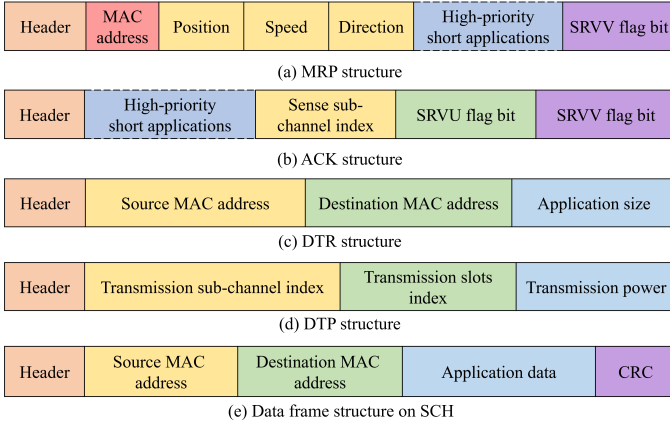 Header
MAC
address
Position
Speed
Direction
High-priority
short applications
SRVV flag bit
(a) MRP structure
Header
High-priority
short applications
Sense sub-
channel index
SRVU flag bit
SRVV flag bit
(b) ACK structure
Header
Source MAC address
Destination MAC address
Application size
(c) DTR structure
Header
Transmission sub-channel index
Transmission slots
index
Transmission power
(d) DTP structure
Header
Source MAC
address
Destination MAC
address
Application data
CRC
(e) Data frame structure on SCH